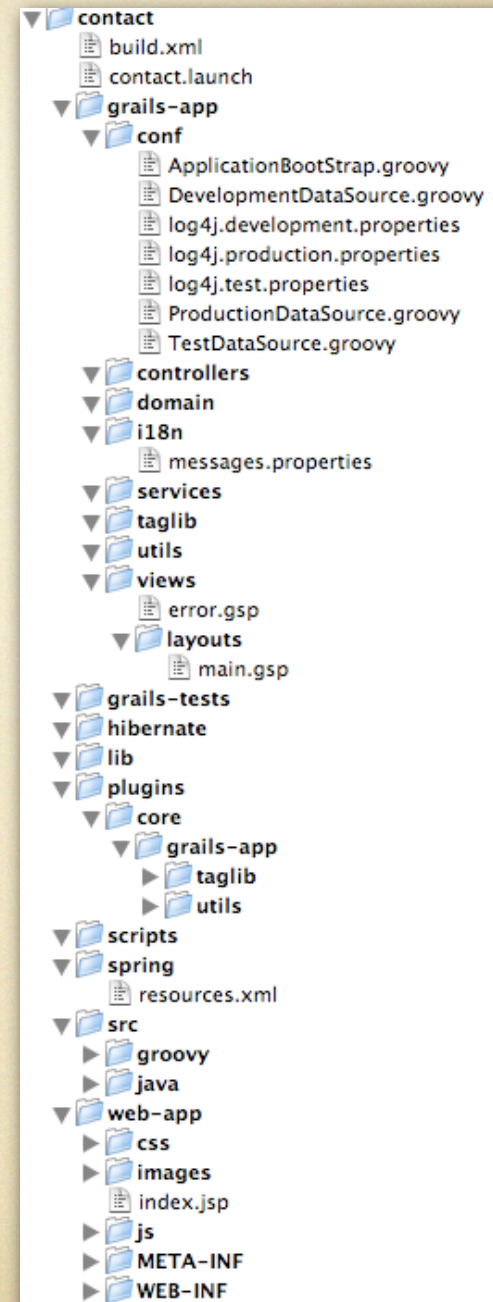 contact
build.xml
contact.launch
grails-app
conf
ApplicationBootStrap.groovy
DevelopmentDataSource.groovy
log4j.development.properties
log4j.production.properties
log4j.test.properties
ProductionDataSource.groovy
TestDataSource.groovy
controllers
domain
i18n
messages.properties
services
taglib
utils
views
error.gsp
layouts
main.gsp
grails-tests
hibernate
lib
plugins
core
grails-app
taglib
utils
scripts
spring
resources.xml
src
groovy
java
web-app
css
images
index.jsp
js
META-INF
WEB-INF